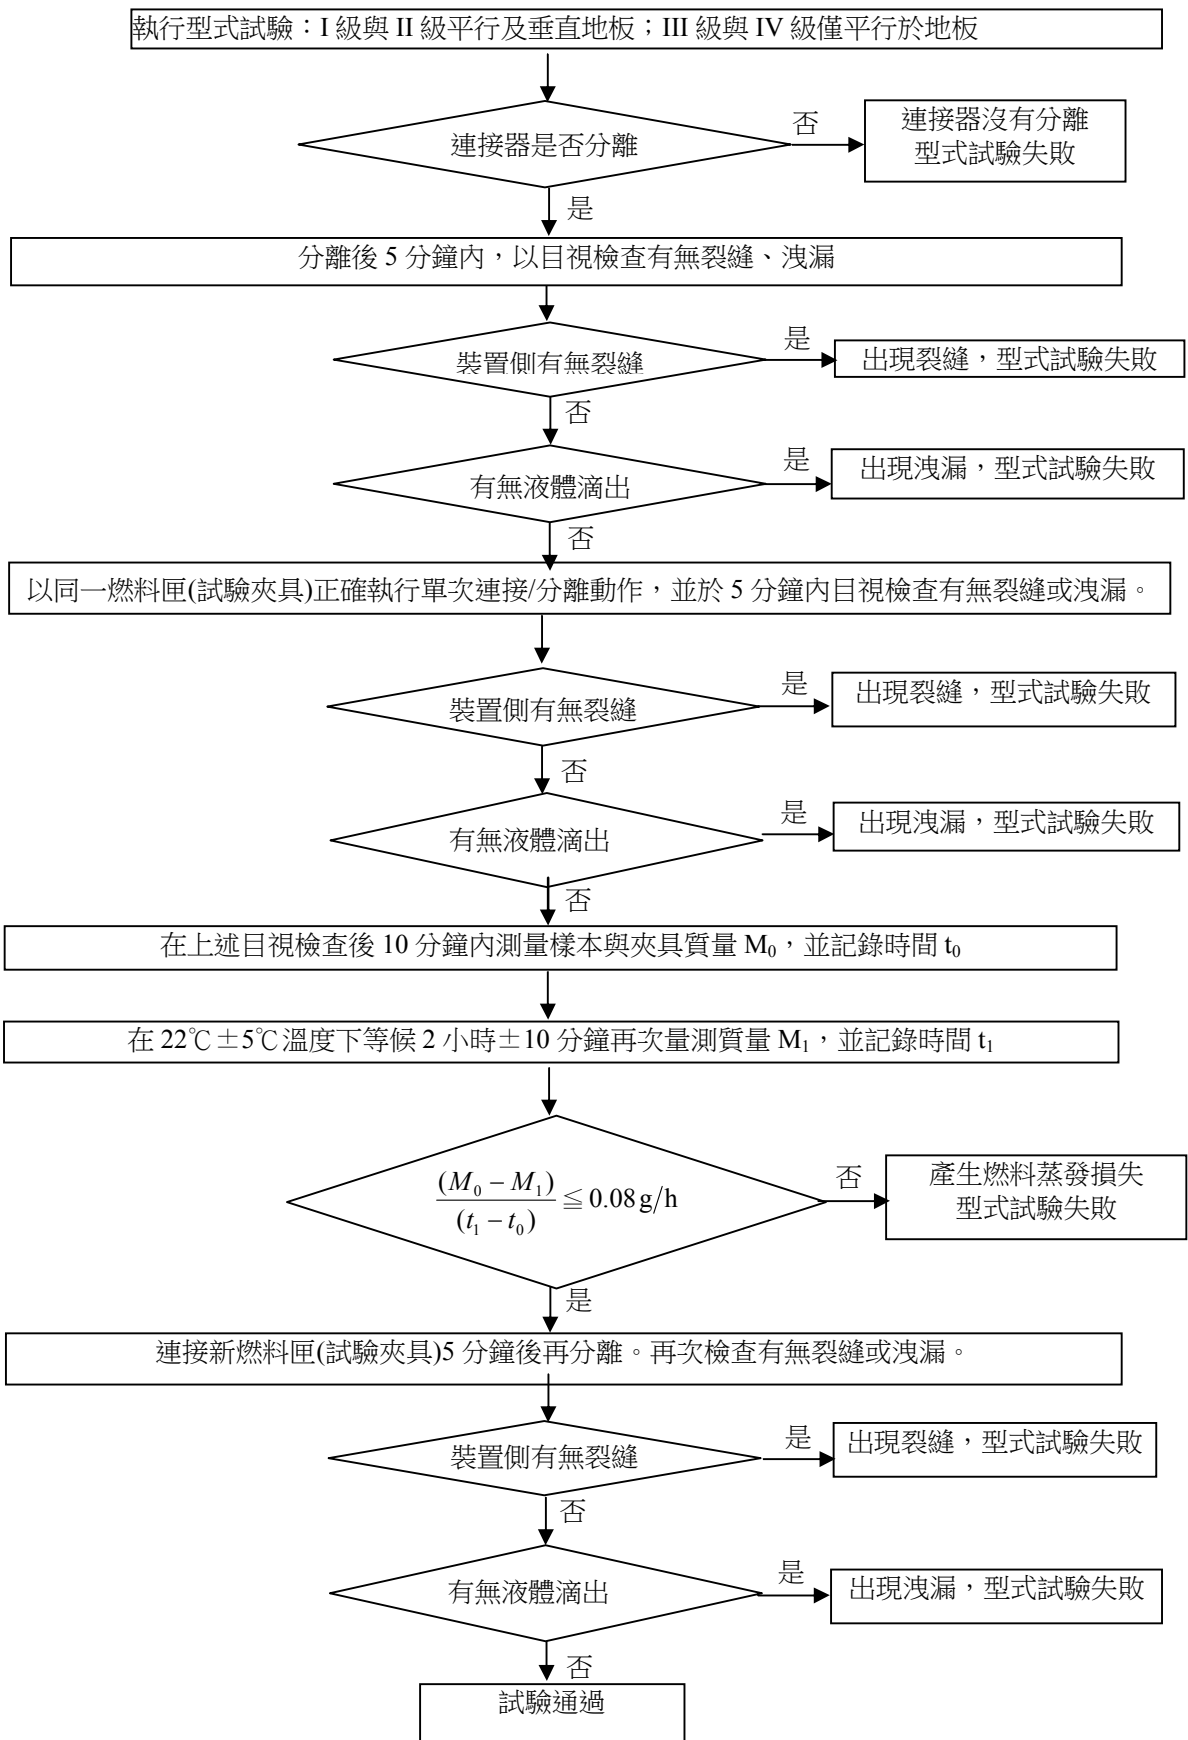 執行型式試驗：I 級與 II 級平行及垂直地板；III 級與 IV 級僅平行於地板
連接器是否分離
否
連接器沒有分離
型式試驗失敗
是
分離後 5 分鐘內，以目視檢查有無裂縫、洩漏
裝置側有無裂縫
是
出現裂縫，型式試驗失敗
否
有無液體滴出
是
出現洩漏，型式試驗失敗
否
以同一燃料匣(試驗夾具)正確執行單次連接/分離動作，並於 5 分鐘內目視檢查有無裂縫或洩漏。
裝置側有無裂縫
是
出現裂縫，型式試驗失敗
否
有無液體滴出
是
出現洩漏，型式試驗失敗
否
在上述目視檢查後 10 分鐘內測量樣本與夾具質量 M₀，並記錄時間 t₀
在 22℃±5℃溫度下等候 2 小時±10 分鐘再次量測質量 M₁，並記錄時間 t₁
(M₀ − M₁)
(t₁ − t₀)
≦ 0.08 g/h
否
產生燃料蒸發損失
型式試驗失敗
是
連接新燃料匣(試驗夾具)5 分鐘後再分離。再次檢查有無裂縫或洩漏。
裝置側有無裂縫
是
出現裂縫，型式試驗失敗
否
有無液體滴出
是
出現洩漏，型式試驗失敗
否
試驗通過